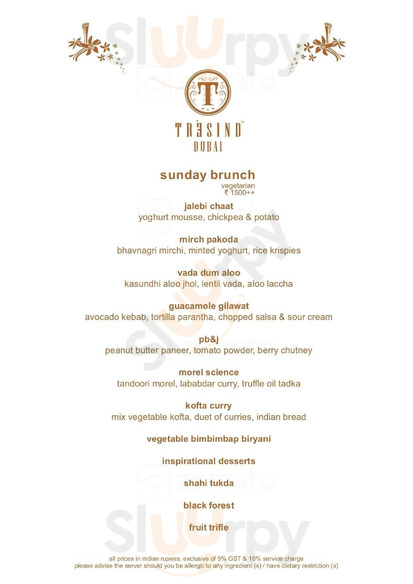 Sluurpy
T
TRÈSIND™
DUBAI
sunday brunch
vegetarian
₹ 1500++
jalebi chaat
yoghurt mousse, chickpea & potato
mirch pakoda
bhavnagri mirchi, minted yoghurt, rice krispies
vada dum aloo
kasundhi aloo jhol, lentil vada, aloo laccha
guacamole gilawat
avocado kebab, tortilla parantha, chopped salsa & sour cream
Sluurpy
pb&j
peanut butter paneer, tomato powder, berry chutney
morel science
tandoori morel, lababdar curry, truffle oil tadka
kofta curry
mix vegetable kofta, duet of curries, indian bread
vegetable bimbimbap biryani
inspirational desserts
shahi tukda
black forest
fruit trifle
Sluurpy
all prices in indian rupees, exclusive of 5% GST & 10% service charge
please advise the server should you be allergic to any ingredient (s) / have dietary restriction (s)